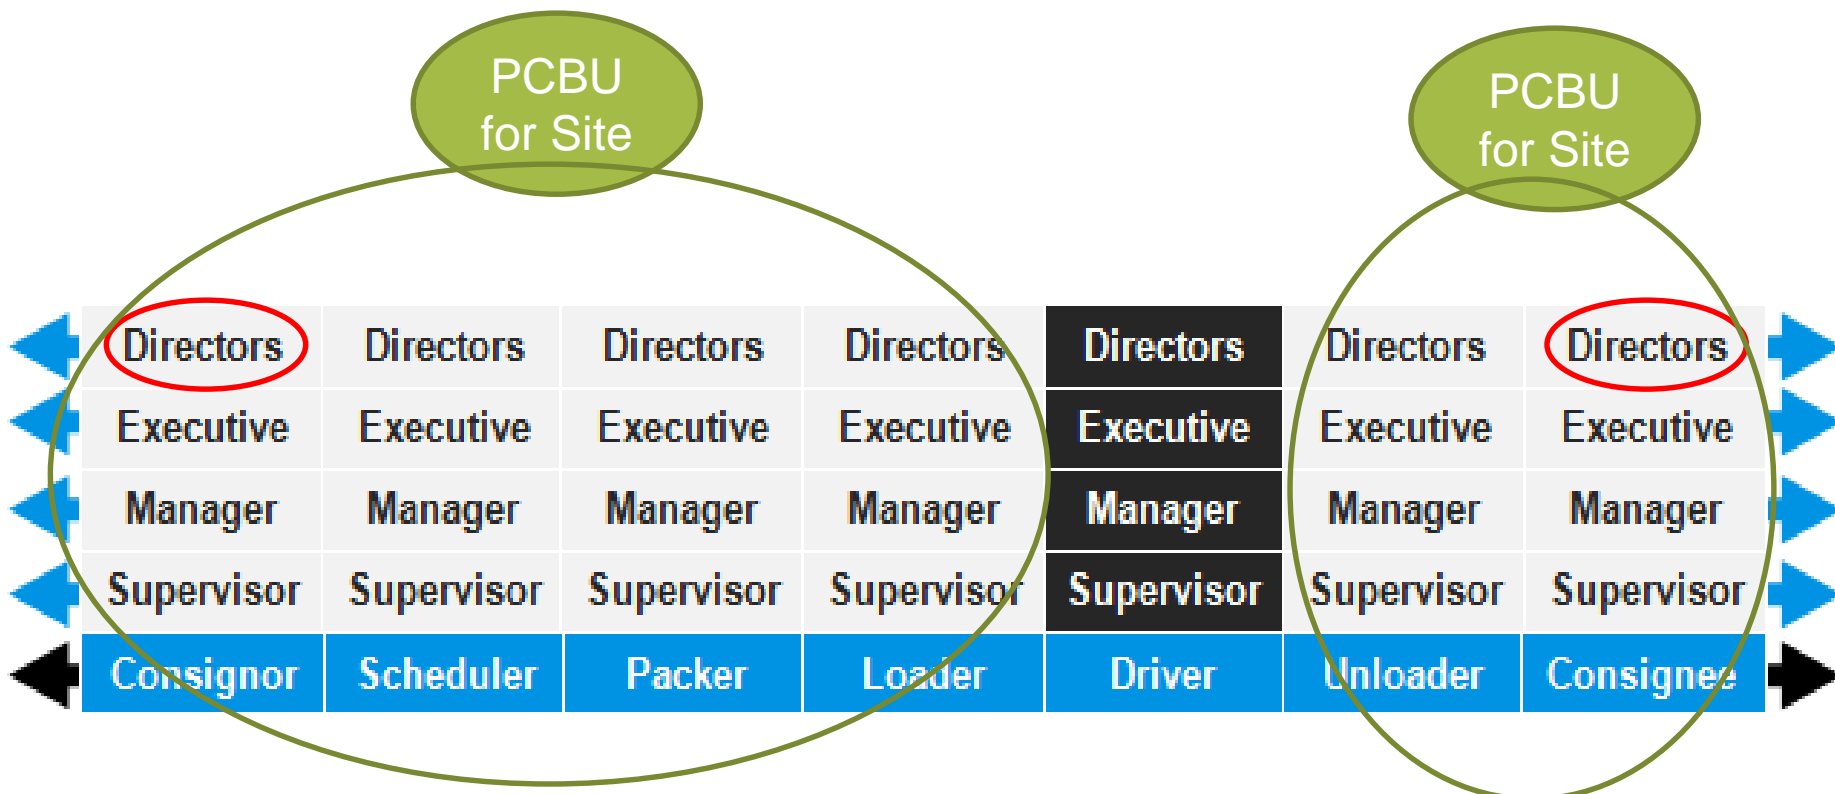 PCBU
for Site
PCBU
for Site
Directors Directors Directors Directors Directors Directors Directors
Executive Executive Executive Executive Executive Executive Executive
Manager Manager Manager Manager Manager Manager Manager
Supervisor Supervisor Supervisor Supervisor Supervisor Supervisor Supervisor
Consignor Scheduler Packer Loader Driver Unloader Consignee